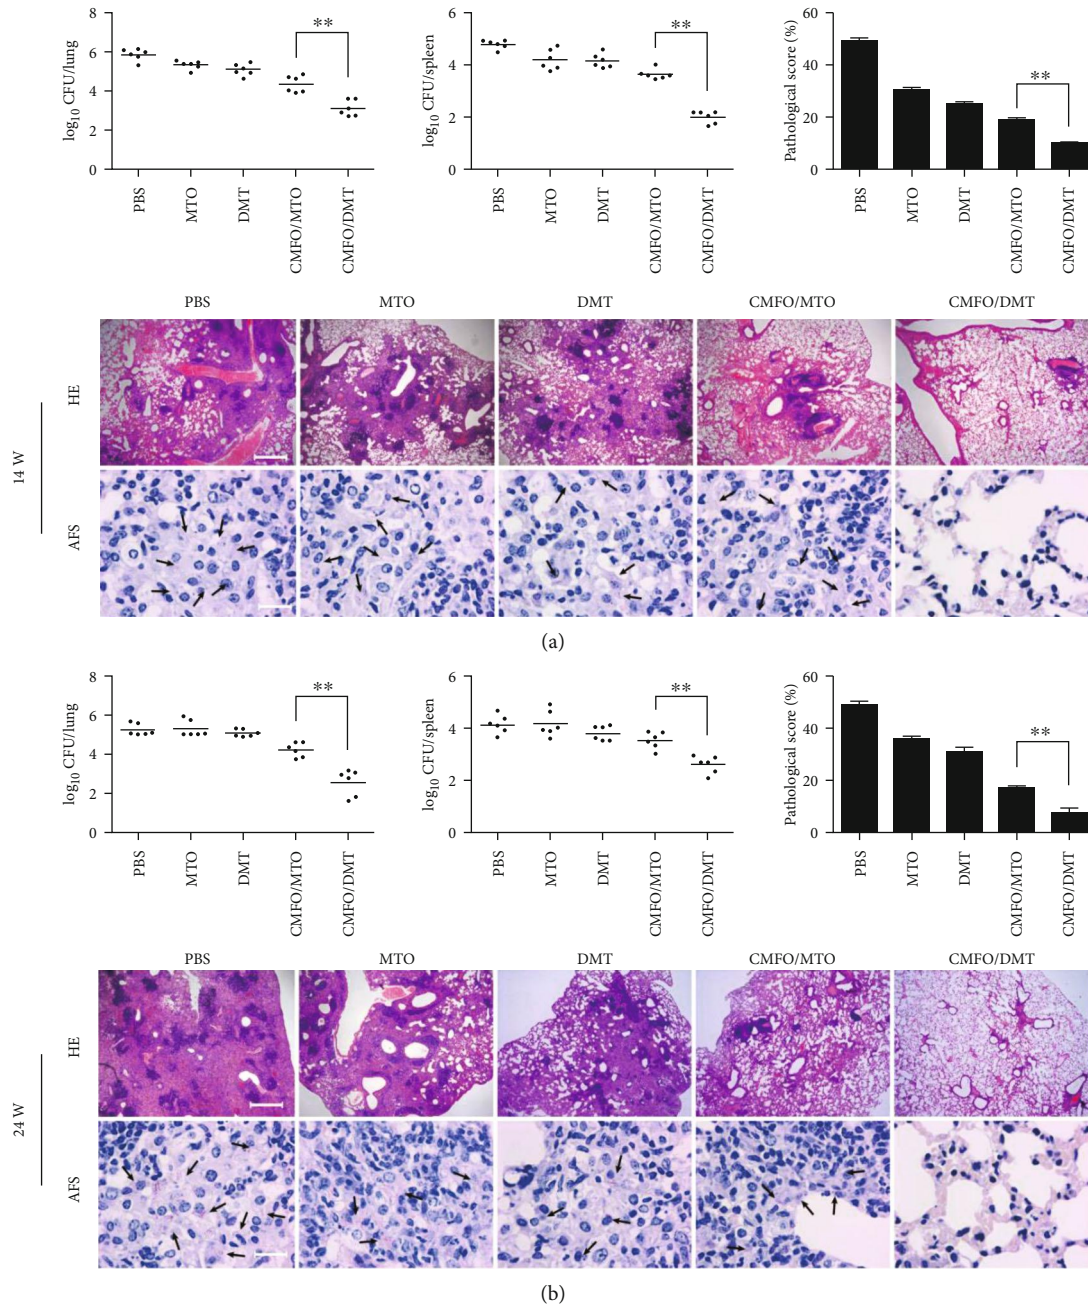 log10 CFU/lung
8
6
4
2
0
**
PBS
MTO
DMT
CMFO/MTO
CMFO/DMT
log10 CFU/spleen
6
4
2
0
**
PBS
MTO
DMT
CMFO/MTO
CMFO/DMT
Pathological score (%)
60
40
20
0
**
PBS
MTO
DMT
CMFO/MTO
CMFO/DMT
PBS MTO DMT CMFO/MTO CMFO/DMT
14 W
HE
AFS
(a)
log10 CFU/lung
8
6
4
2
0
**
PBS
MTO
DMT
CMFO/MTO
CMFO/DMT
log10 CFU/spleen
6
4
2
0
**
PBS
MTO
DMT
CMFO/MTO
CMFO/DMT
Pathological score (%)
60
40
20
0
**
PBS
MTO
DMT
CMFO/MTO
CMFO/DMT
PBS MTO DMT CMFO/MTO CMFO/DMT
24 W
HE
AFS
(b)